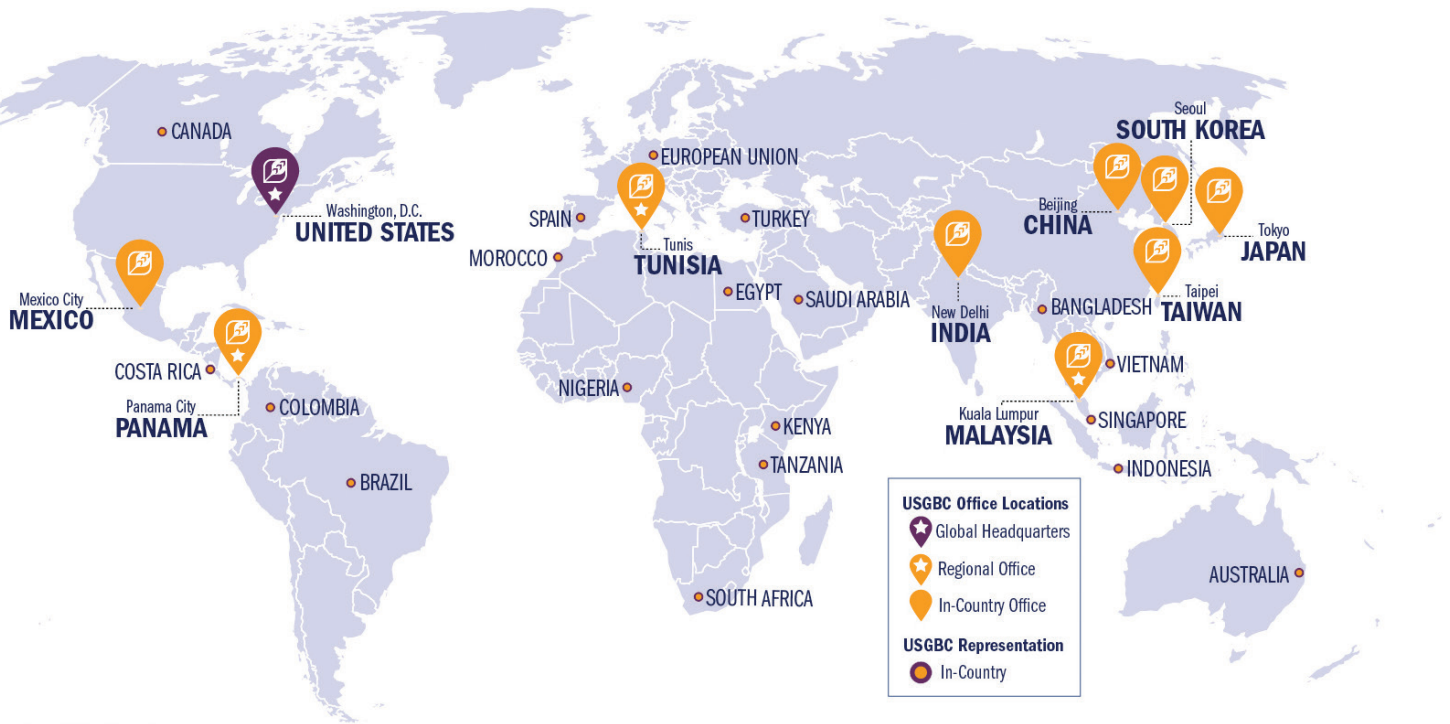 CANADA
Washington, D.C.
UNITED STATES
Mexico City
MEXICO
COSTA RICA
Panama City
PANAMA
COLOMBIA
BRAZIL
EUROPEAN UNION
SPAIN
TURKEY
MOROCCO
Tunis
TUNISIA
EGYPT
SAUDI ARABIA
NIGERIA
KENYA
TANZANIA
SOUTH AFRICA
Seoul
SOUTH KOREA
Beijing
CHINA
Tokyo
JAPAN
New Delhi
INDIA
BANGLADESH
Taipei
TAIWAN
VIETNAM
Kuala Lumpur
MALAYSIA
SINGAPORE
INDONESIA
AUSTRALIA
USGBC Office Locations
Global Headquarters
Regional Office
In-Country Office
USGBC Representation
In-Country